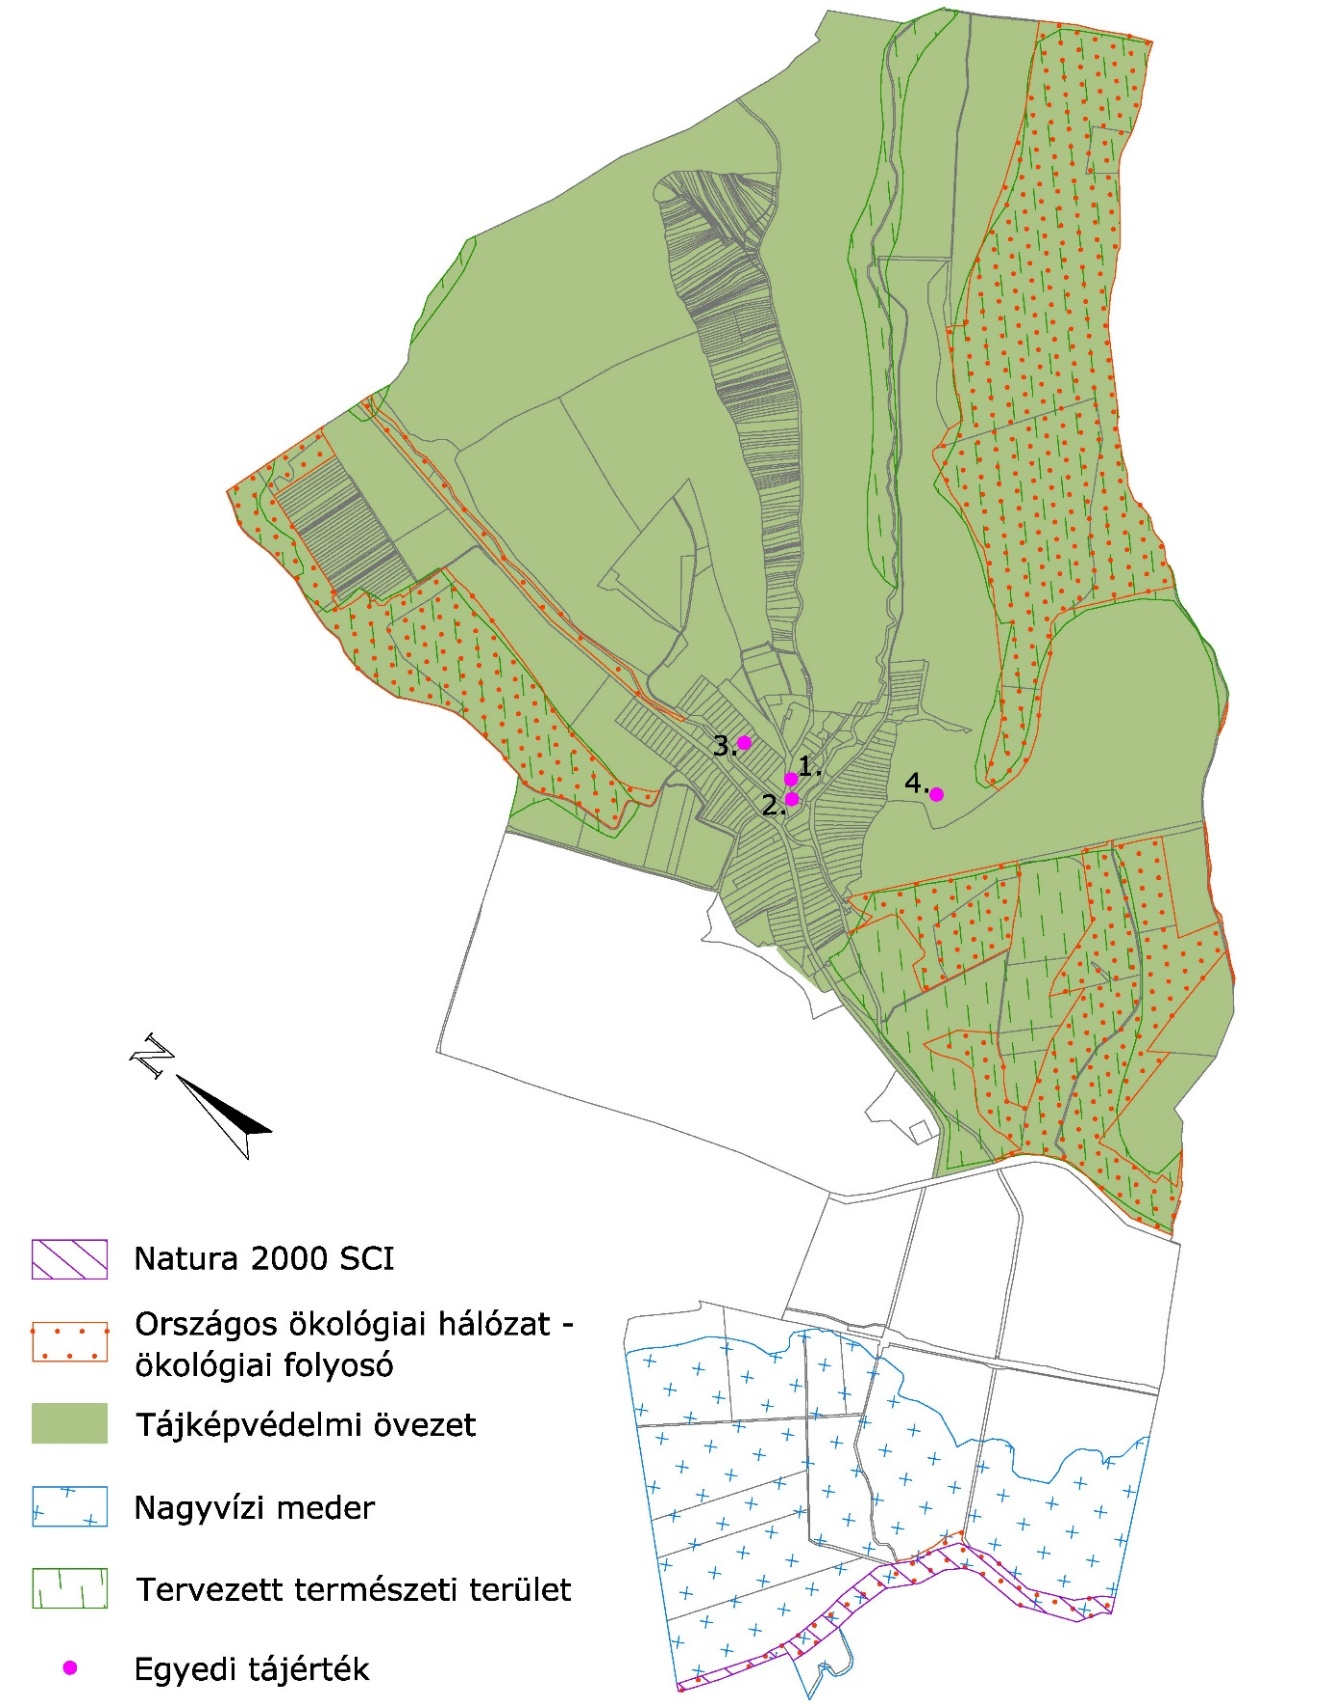 3.
1.
2.
4.
N
Natura 2000 SCI
Országos ökológiai hálózat -
ökológiai folyosó
Tájképvédelmi övezet
Nagyvízi meder
Tervezett természeti terület
Egyedi tájérték